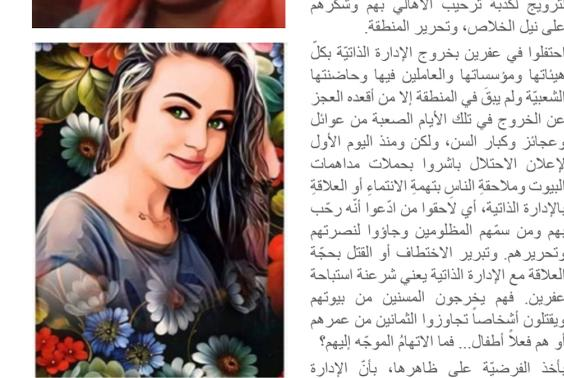 لترويج لكذبة ترحيب الأهالي بهم وشكرهم
على نيل الخلاص، وتحرير المنطقة.
احتفلوا في عفرين بخروج الإدارة الذاتيّة بكلّ
هيئاتها ومؤسساتها والعاملين فيها وحاضنتها
الشعبيّة ولم يبقَ في المنطقة إلا من أقعده العجز
عن الخروج في تلك الأيام الصعبة من عوائل
وعجائز وكبار السن، ولكن ومنذ اليوم الأول
لإعلان الاحتلال باشروا بحملات مداهمات
البيوت وملاحقةِ الناسِ بتهمةِ الانتماءِ أو العلاقةِ
بالإدارة الذاتية، أي لاحقوا من ادّعوا أنّه رحّب
بهم ومن سمّهم المظلومين وجاؤوا لنصرتهم
وتحريرهم. وتبرير الاختطاف أو القتل بحجّة
العلاقة مع الإدارة الذاتية يعني شرعنة استباحة
عفرين. فهم يخرجون المسنين من بيوتهم
ويقتلون أشخاصاً تجاوزوا الثمانين من عمرهم
أو هم فعلاً أطفال... فما الاتهامُ الموجّه إليهم؟
يأخذ الفرضيّة على ظاهرها، بأنّ الإدارة